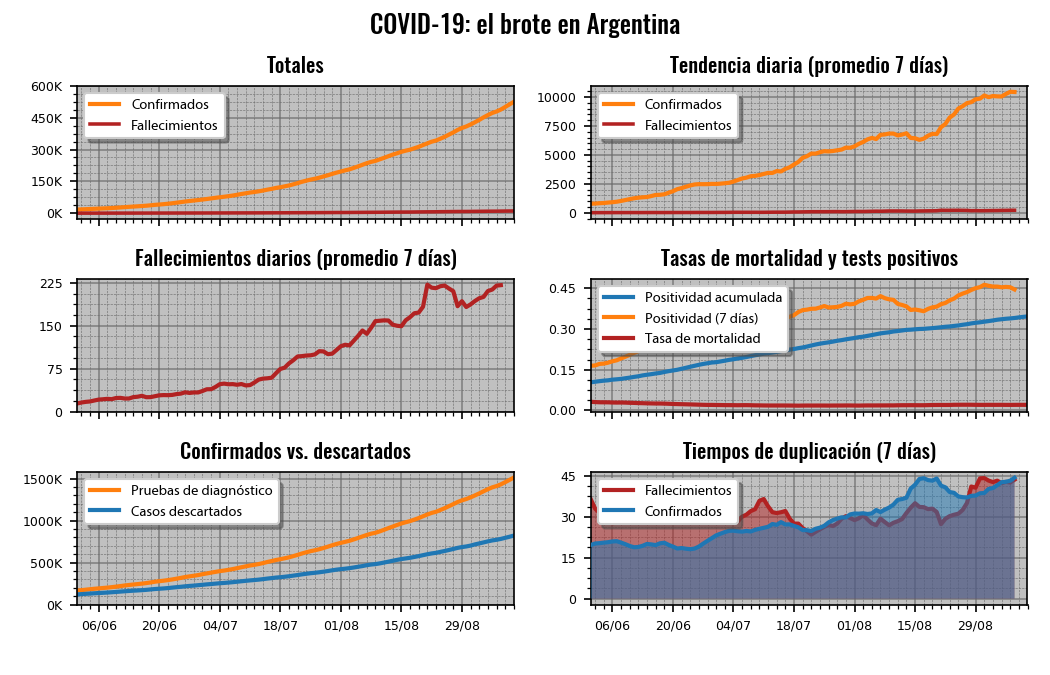 COVID-19: el brote en Argentina
Totales
600K
450K
300K
150K
0K
Confirmados
Fallecimientos
Tendencia diaria (promedio 7 días)
10000
7500
5000
2500
0
Confirmados
Fallecimientos
Fallecimientos diarios (promedio 7 días)
225
150
75
0
Tasas de mortalidad y tests positivos
0.45
0.30
0.15
0.00
Positividad acumulada
Positividad (7 días)
Tasa de mortalidad
Confirmados vs. descartados
1500K
1000K
500K
0K
Pruebas de diagnóstico
Casos descartados
06/06 20/06 04/07 18/07 01/08 15/08 29/08
Tiempos de duplicación (7 días)
45
30
15
0
Fallecimientos
Confirmados
06/06 20/06 04/07 18/07 01/08 15/08 29/08